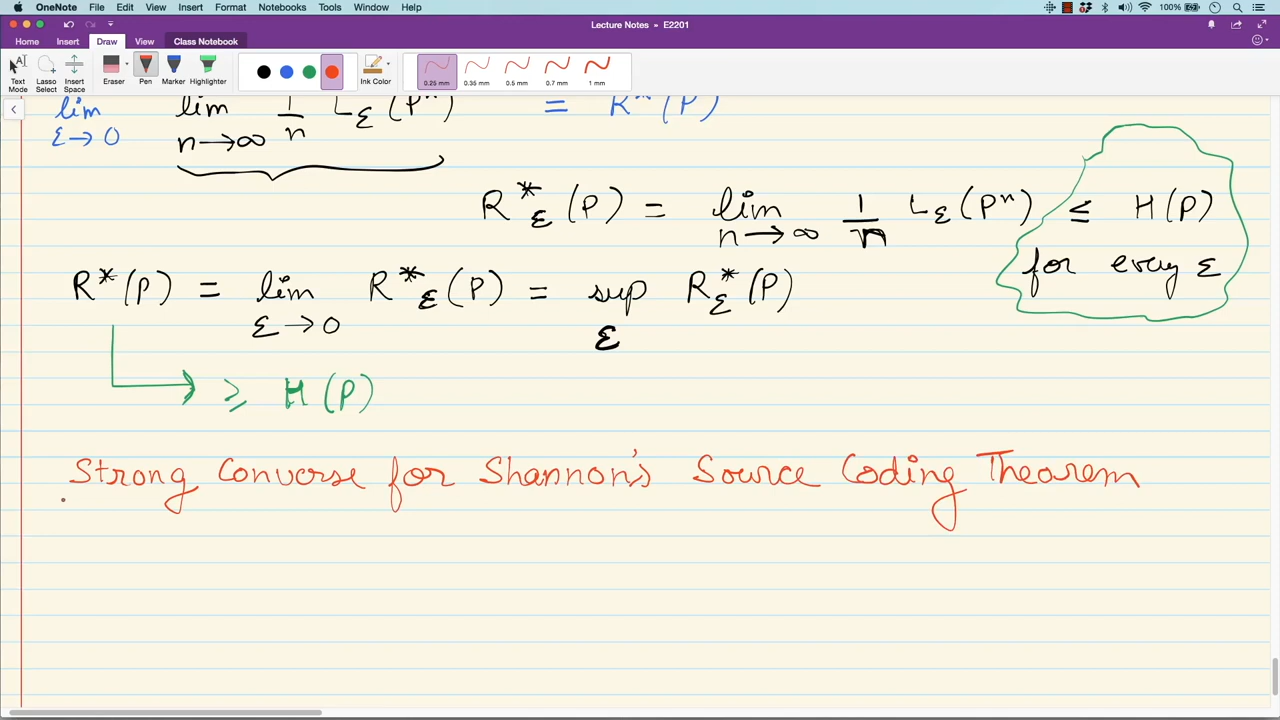 OneNote File Edit View Insert Format Notebooks Tools Window Help 100%
Lecture Notes – E2201
Home Insert Draw View Class Notebook
Text Mode Lasso Select Insert Space Eraser Pen Marker Highlighter Ink Color 0.25 mm 0.35 mm 0.5 mm 0.7 mm 1 mm
lim ε→0 lim n→∞ 1/n L_ε(Pⁿ) = R*(P)
R*_ε(P) = lim n→∞ 1/n L_ε(Pⁿ) ≤ H(P)
for every ε
R*(P) = lim ε→0 R*_ε(P) = sup ε R*_ε(P)
≥ H(P)
Strong Converse for Shannon's Source Coding Theorem